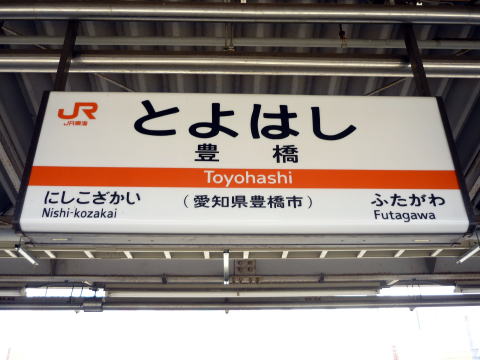 JR
JR東海
とよはし
豊橋
Toyohashi
にしこざかい
Nishi-kozakai
（愛知県豊橋市）
ふたがわ
Futagawa